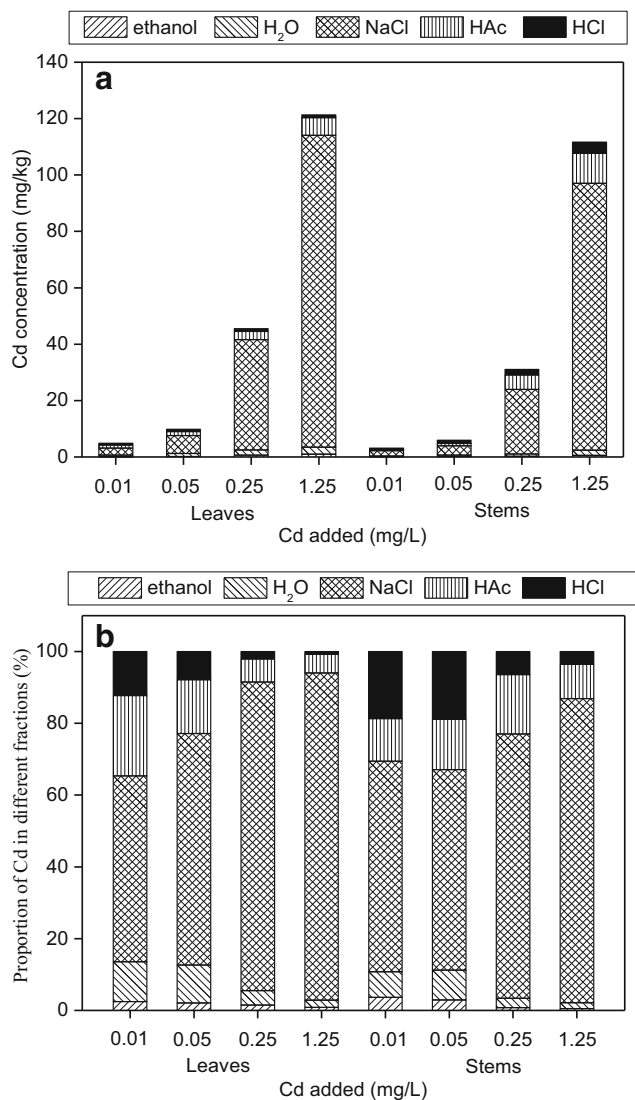 ethanol H₂O NaCl HAc HCl
a
Cd concentration (mg/kg)
140
120
100
80
60
40
20
0
0.01 0.05 0.25 1.25 0.01 0.05 0.25 1.25
Leaves Stems
Cd added (mg/L)
ethanol H₂O NaCl HAc HCl
b
Proportion of Cd in different fractions (%)
100
80
60
40
20
0
0.01 0.05 0.25 1.25 0.01 0.05 0.25 1.25
Leaves Stems
Cd added (mg/L)